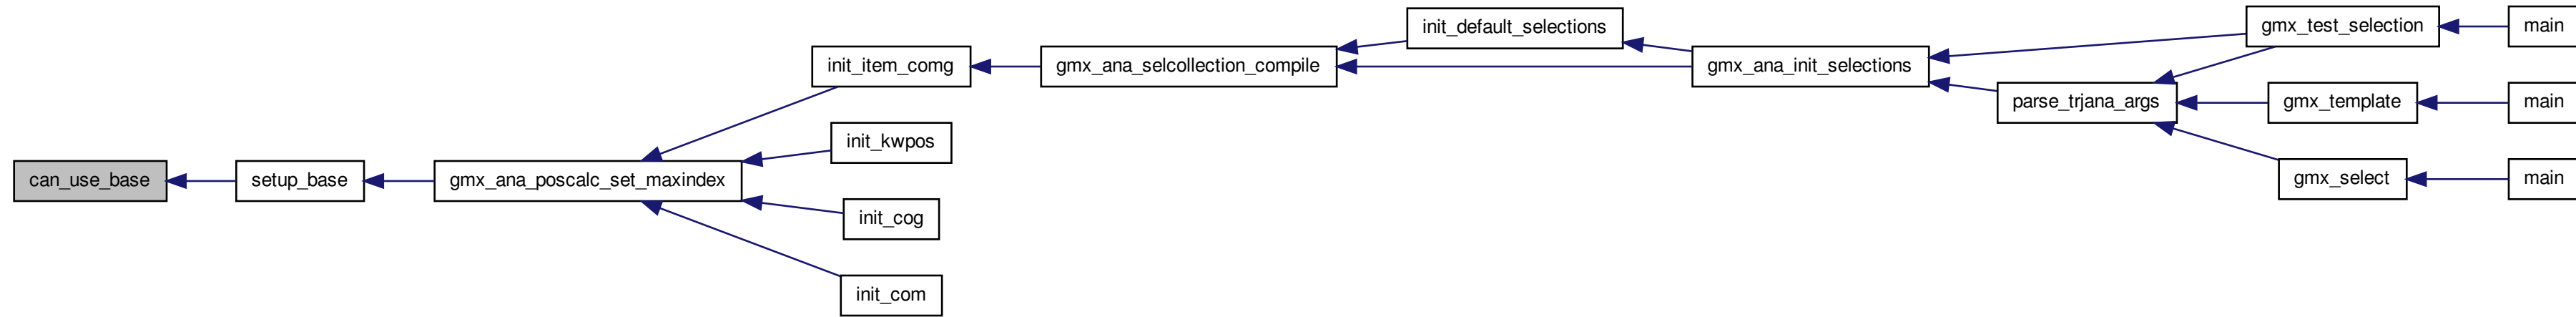 can_use_base
setup_base
gmx_ana_poscalc_set_maxindex
init_item_comg
init_kwpos
init_cog
init_com
gmx_ana_selcollection_compile
init_default_selections
gmx_ana_init_selections
gmx_test_selection
parse_trjana_args
gmx_template
gmx_select
main
main
main